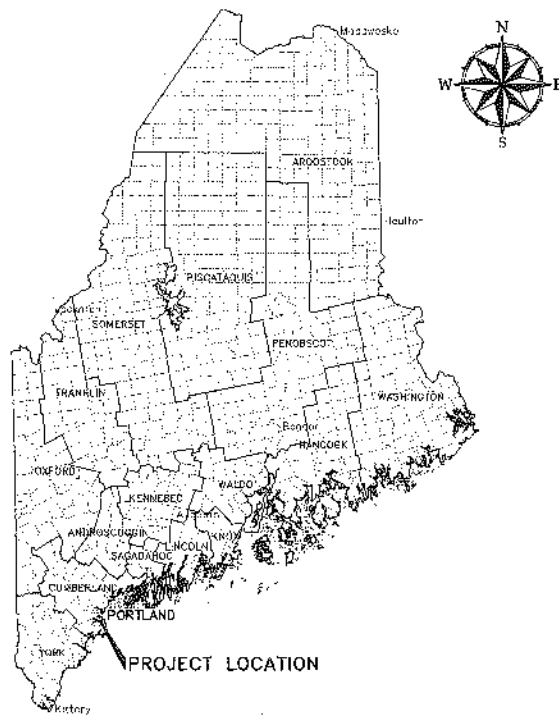 Madawaska
N
W
E
S
AROOSTOOK
Houlton
PISCATAQUIS
SOMERSET
PENOBSCOT
FRANKLIN
WASHINGTON
Bangor
HANCOCK
OXFORD
WALDO
KENNEBEC
ANDROSCOGGIN
KNOX
LINCOLN
SAGADAHOC
CUMBERLAND
PORTLAND
YORK
PROJECT LOCATION
Kittery